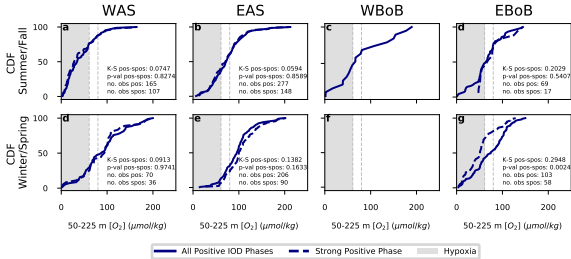 WAS EAS WBoB EBoB
CDF
Summer/Fall
100
50
0
a
K-S pos-spos: 0.0747
p-val pos-spos: 0.8274
no. obs pos: 165
no. obs spos: 107
b
K-S pos-spos: 0.0594
p-val pos-spos: 0.8589
no. obs pos: 277
no. obs spos: 148
c
d
K-S pos-spos: 0.2029
p-val pos-spos: 0.5407
no. obs pos: 69
no. obs spos: 17
CDF
Winter/Spring
100
50
0
d
K-S pos-spos: 0.0913
p-val pos-spos: 0.9741
no. obs pos: 70
no. obs spos: 36
e
K-S pos-spos: 0.1382
p-val pos-spos: 0.1633
no. obs pos: 206
no. obs spos: 90
f
g
K-S pos-spos: 0.2948
p-val pos-spos: 0.0024
no. obs pos: 103
no. obs spos: 58
0 100 200 0 100 200 0 100 200 0 100 200
50-225 m [O₂] (μmol/kg) 50-225 m [O₂] (μmol/kg) 50-225 m [O₂] (μmol/kg) 50-225 m [O₂] (μmol/kg)
All Positive IOD Phases Strong Positive Phase Hypoxia